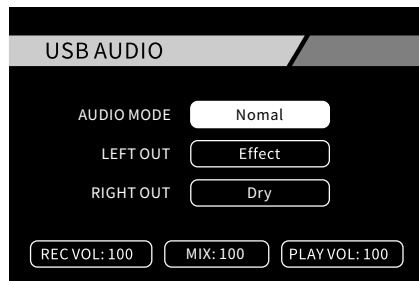 USB AUDIO
AUDIO MODE Nomal
LEFT OUT Effect
RIGHT OUT Dry
REC VOL: 100 MIX: 100 PLAY VOL: 100